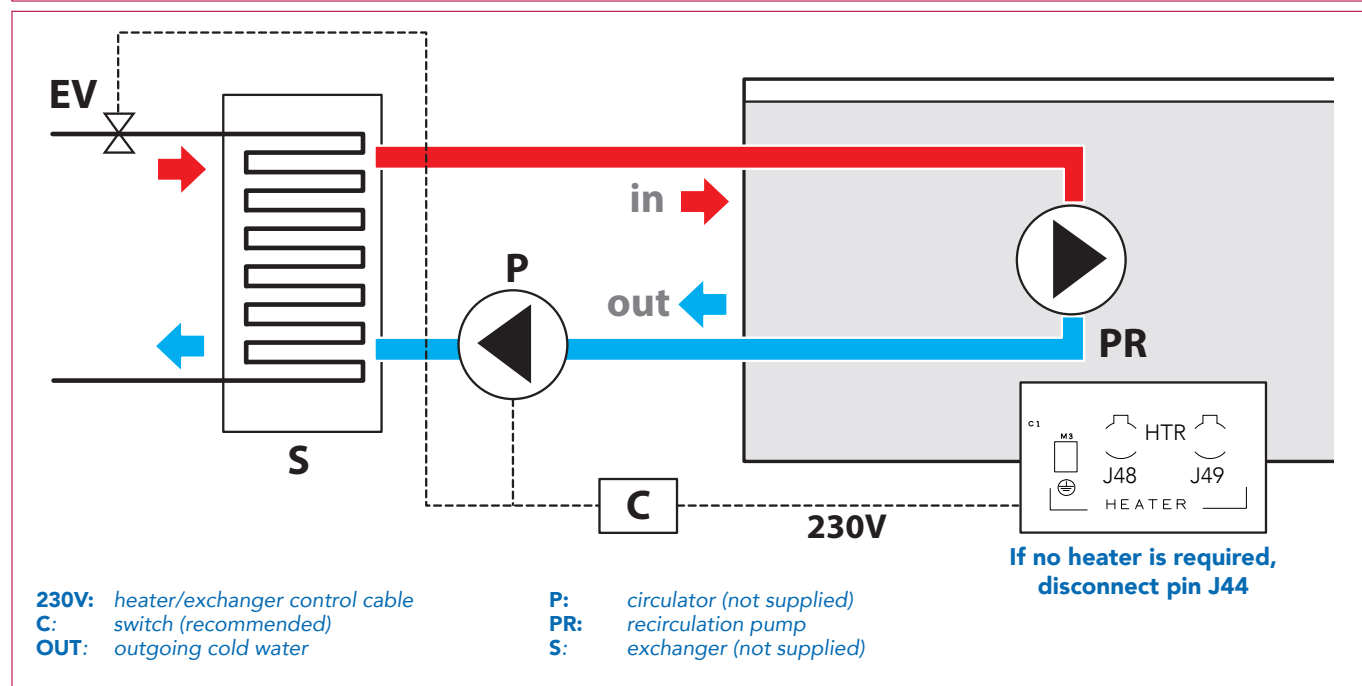 EV
in
P
out
PR
S
C1
M3
HTR
J48 J49
HEATER
C
230V
If no heater is required,
disconnect pin J44
230V: heater/exchanger control cable
C: switch (recommended)
OUT: outgoing cold water
P: circulator (not supplied)
PR: recirculation pump
S: exchanger (not supplied)